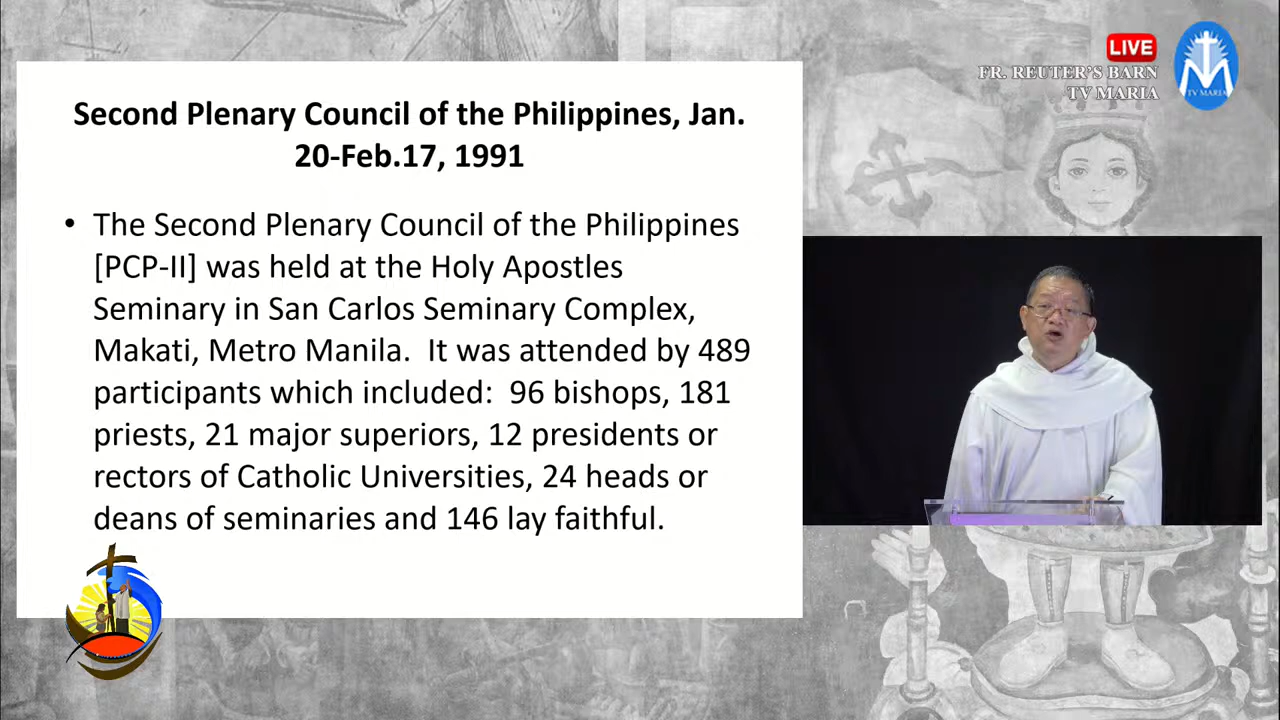 Second Plenary Council of the Philippines, Jan.
20-Feb.17, 1991
• The Second Plenary Council of the Philippines
[PCP-II] was held at the Holy Apostles
Seminary in San Carlos Seminary Complex,
Makati, Metro Manila.  It was attended by 489
participants which included:  96 bishops, 181
priests, 21 major superiors, 12 presidents or
rectors of Catholic Universities, 24 heads or
deans of seminaries and 146 lay faithful.
LIVE
FR. REUTER'S BARN
TV MARIA
TV MARIA